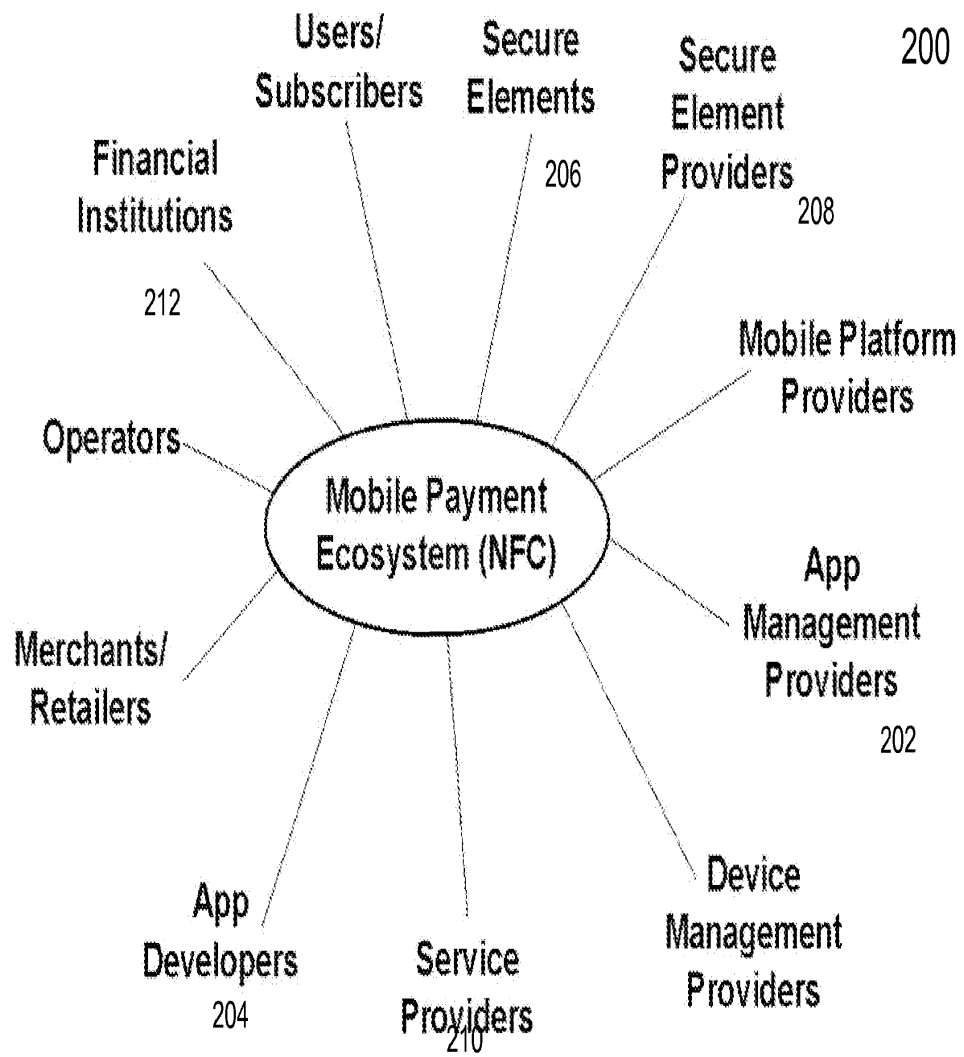 200
Users/
Subscribers
Secure
Elements
206
Secure
Element
Providers
208
Financial
Institutions
212
Mobile Platform
Providers
Operators
Mobile Payment
Ecosystem (NFC)
App
Management
Providers
202
Merchants/
Retailers
Device
Management
Providers
App
Developers
204
Service
Providers
210